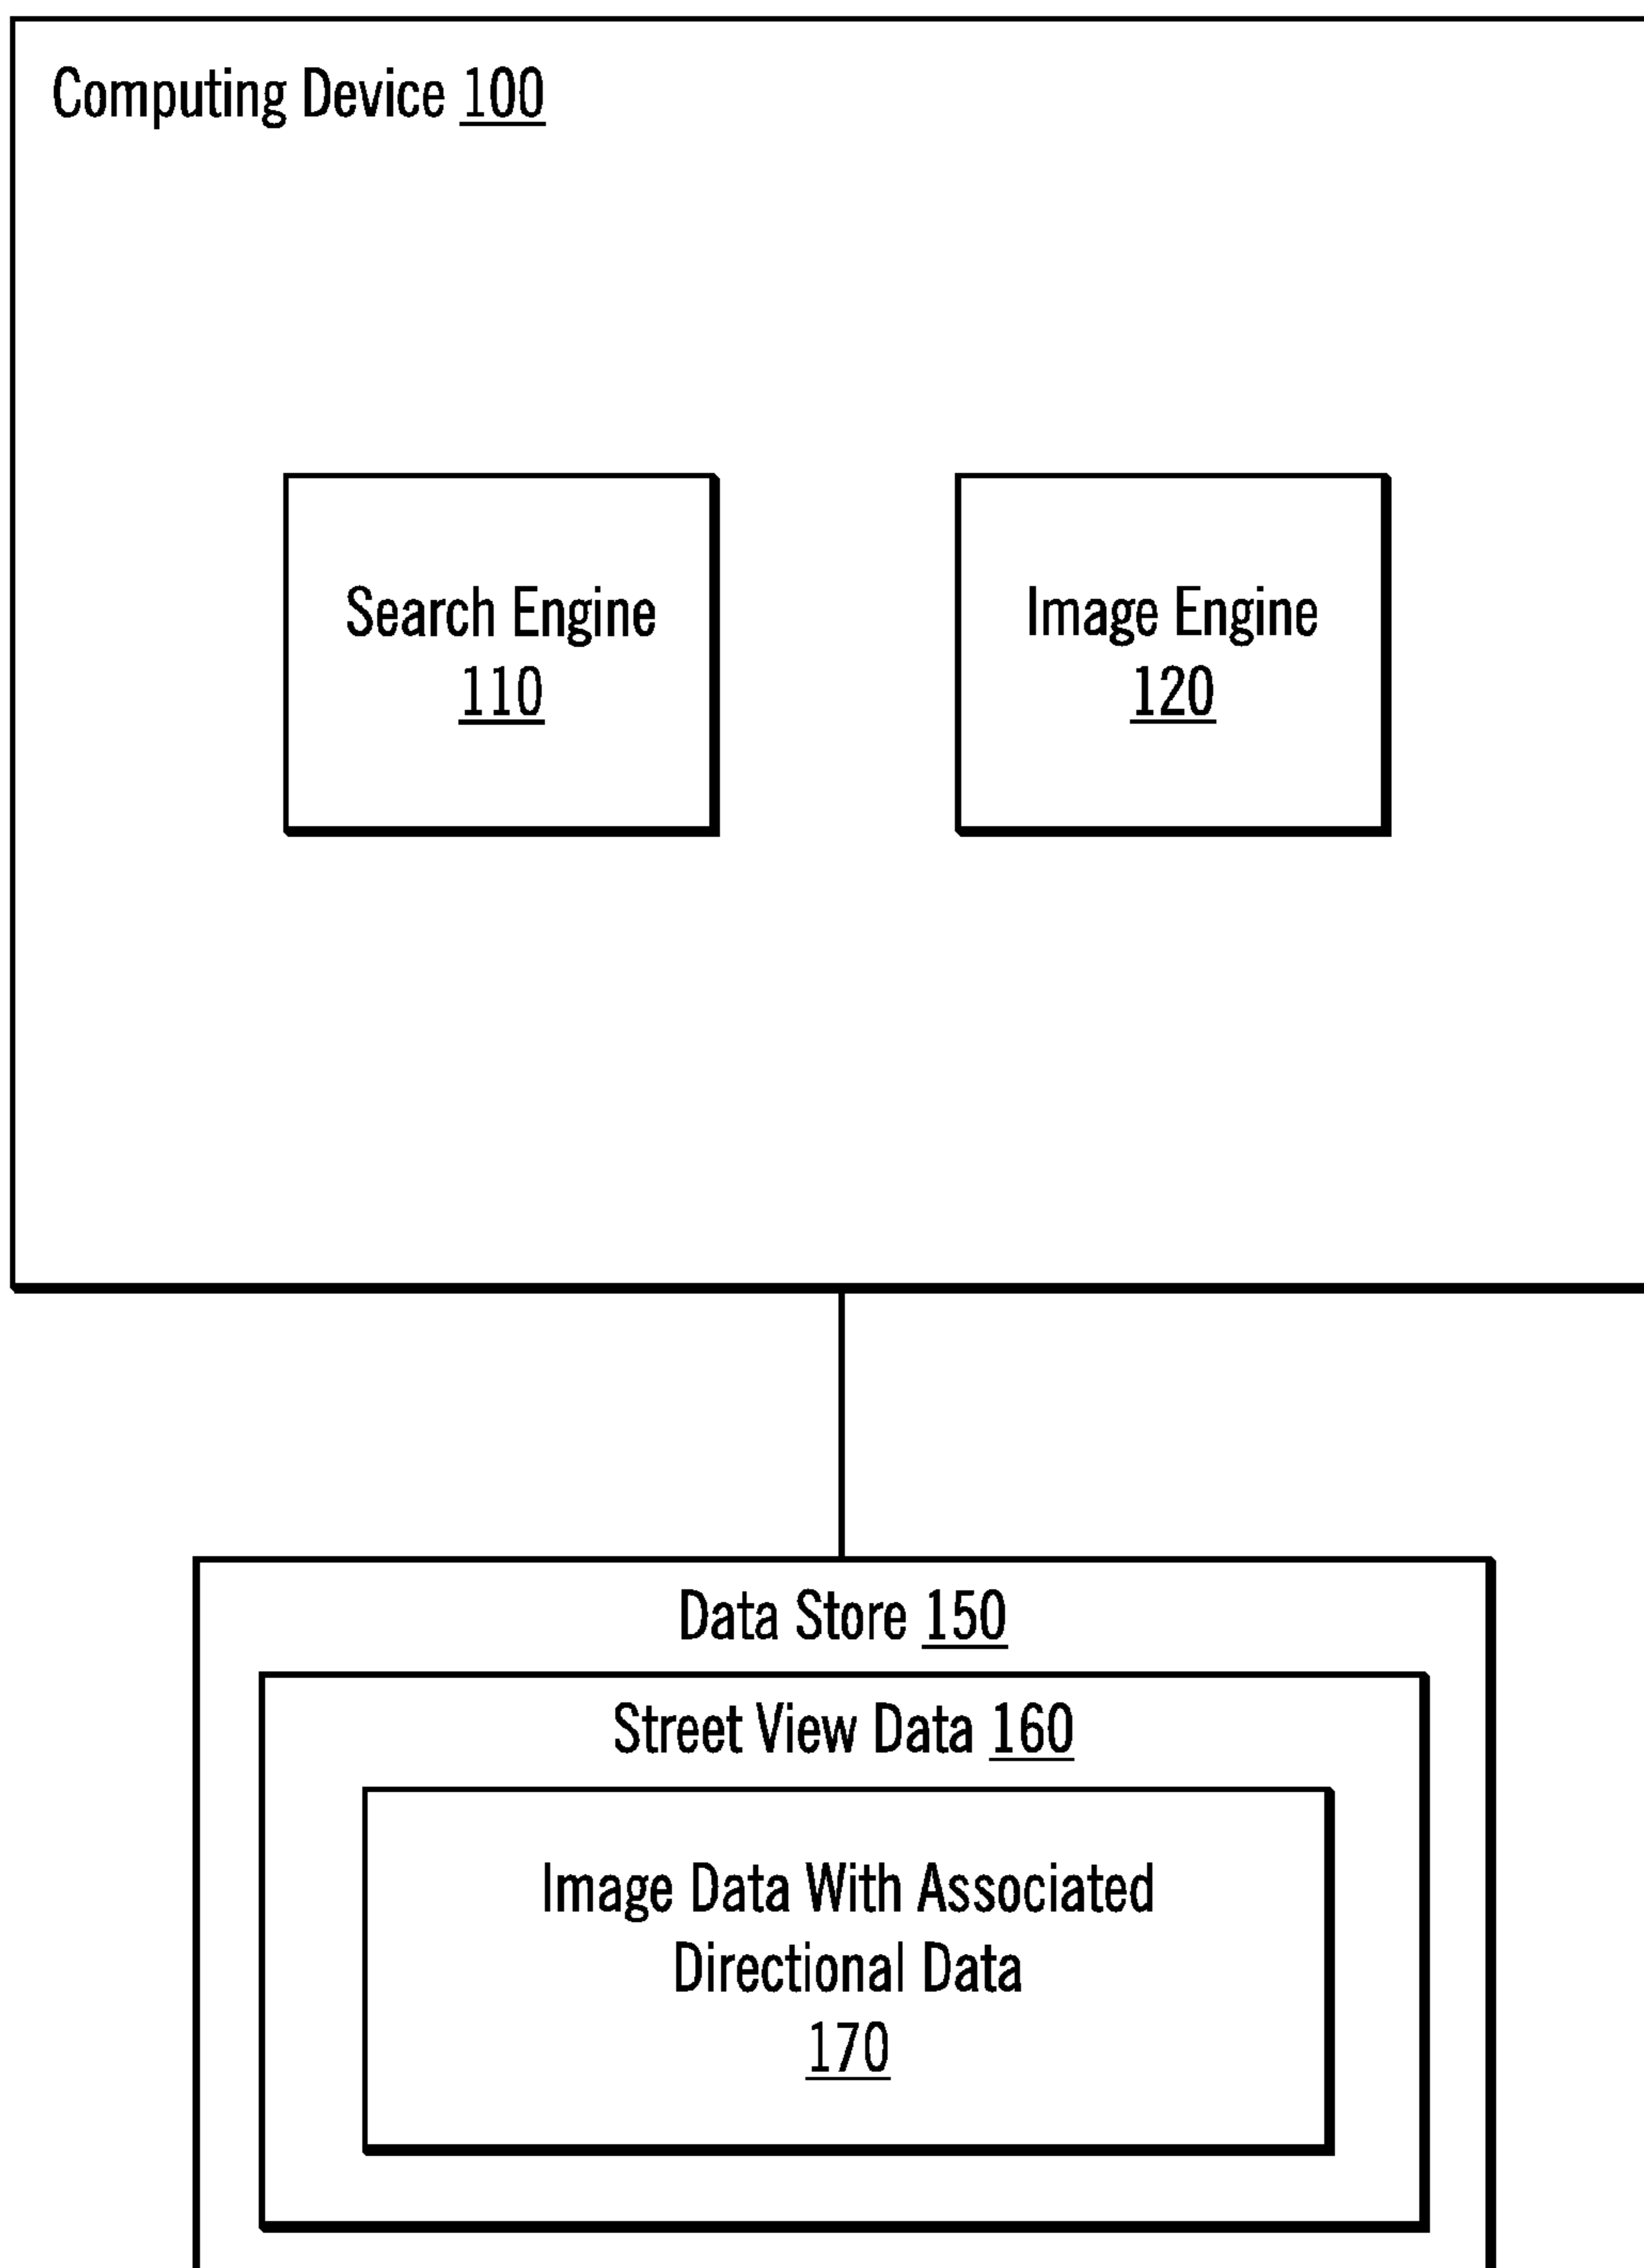 Computing Device 100
Search Engine
110
Image Engine
120
Data Store 150
Street View Data 160
Image Data With Associated
Directional Data
170